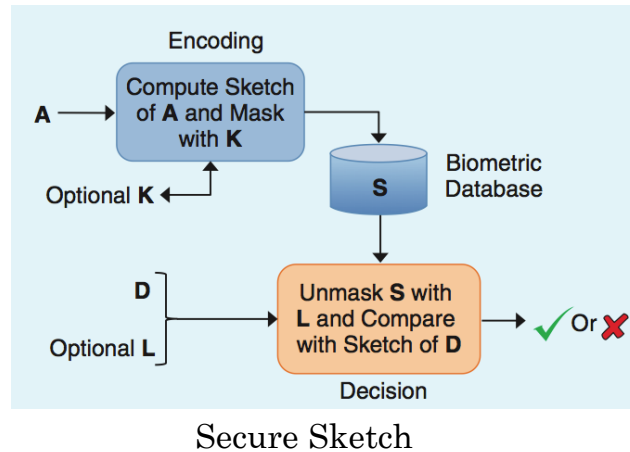 Encoding
A
Compute Sketch
of A and Mask
with K
Optional K
S
Biometric
Database
D
Optional L
Unmask S with
L and Compare
with Sketch of D
Or
Decision
Secure Sketch